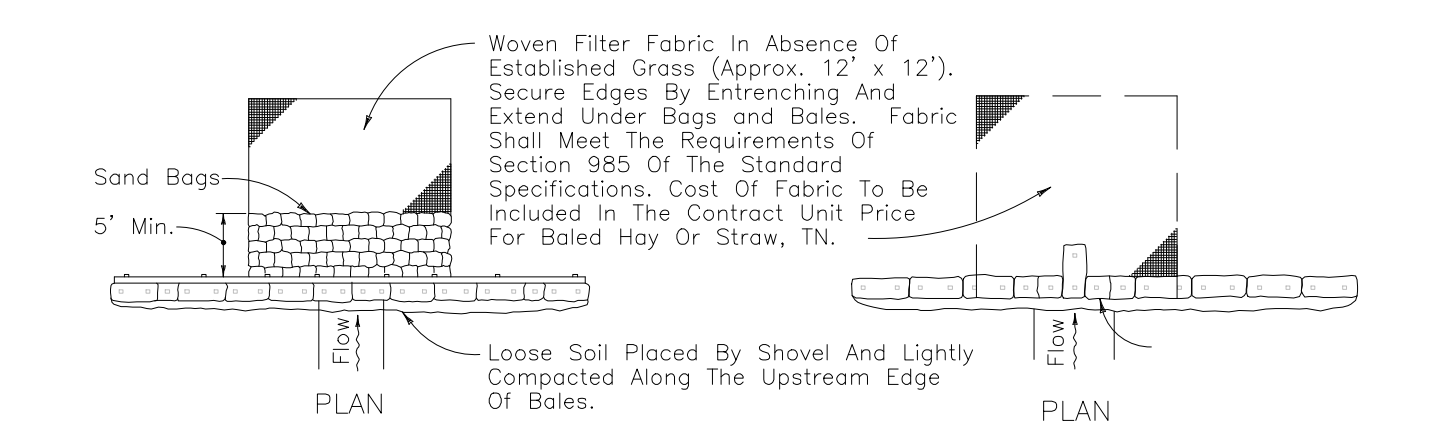 Woven Filter Fabric In Absence Of
Established Grass (Approx. 12' x 12').
Secure Edges By Entrenching And
Extend Under Bags and Bales. Fabric
Shall Meet The Requirements Of
Section 985 Of The Standard
Specifications. Cost Of Fabric To Be
Included In The Contract Unit Price
For Baled Hay Or Straw, TN.
Sand Bags
5' Min.
Flow
Loose Soil Placed By Shovel And Lightly
Compacted Along The Upstream Edge
Of Bales.
PLAN
Flow
PLAN